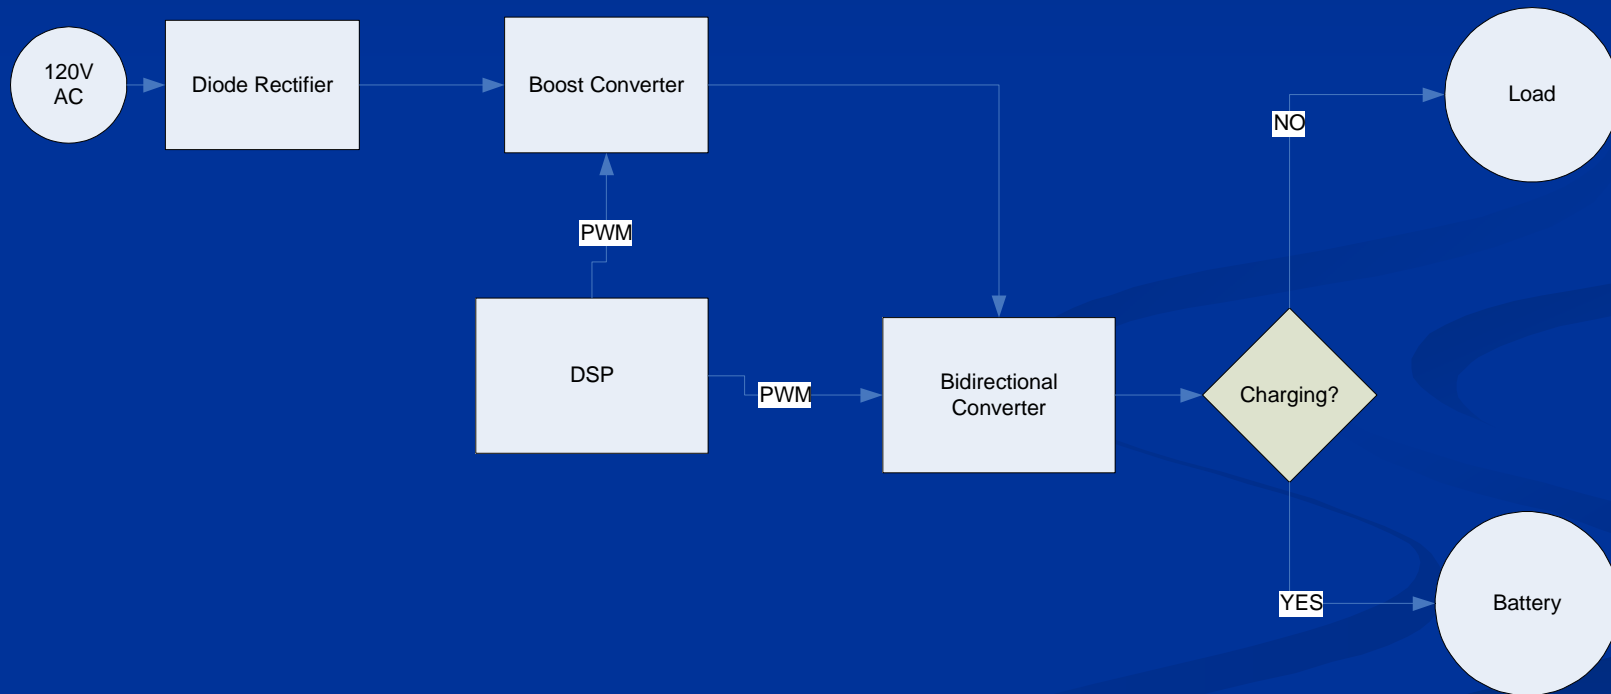 120V
AC
Diode Rectifier
Boost Converter
Load
NO
PWM
DSP
PWM
Bidirectional
Converter
Charging?
YES
Battery